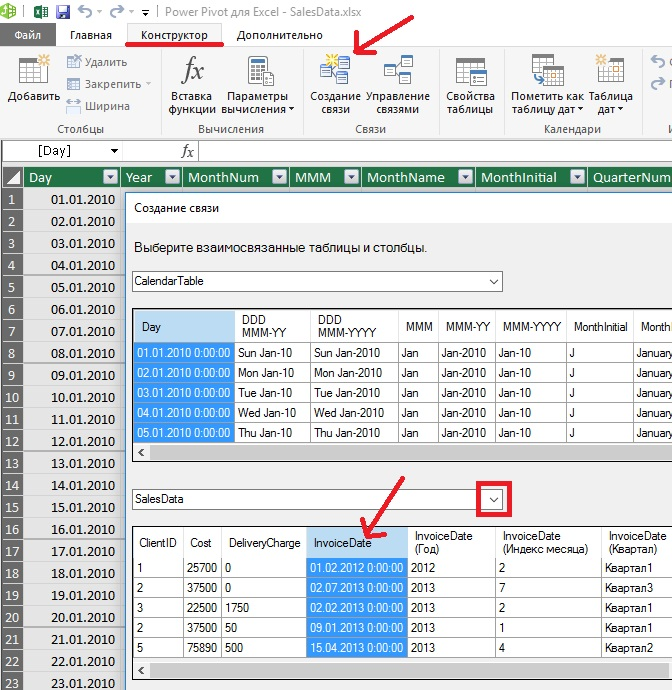 Power Pivot для Excel - SalesData.xlsx
Файл Главная Конструктор Дополнительно
Добавить
Удалить
Закрепить
Ширина
Столбцы
fx
Вставка функции
Параметры вычисления
Вычисления
Создание связи
Управление связями
Связи
Свойства таблицы
Пометить как таблицу дат
Таблица дат
Календари
[Day] fx
Day Year MonthNum MMM MonthName MonthInitial QuarterNum
1 01.01.2010
2 02.01.2010
3 03.01.2010
4 04.01.2010
5 05.01.2010
6 06.01.2010
7 07.01.2010
8 08.01.2010
9 09.01.2010
10 10.01.2010
11 11.01.2010
12 12.01.2010
13 13.01.2010
14 14.01.2010
15 15.01.2010
16 16.01.2010
17 17.01.2010
18 18.01.2010
19 19.01.2010
20 20.01.2010
21 21.01.2010
22 22.01.2010
23 23.01.2010
Создание связи
Выберите взаимосвязанные таблицы и столбцы.
CalendarTable
Day DDD MMM-YY DDD MMM-YYYY MMM MMM-YY MMM-YYYY MonthInitial
01.01.2010 0:00:00 Sun Jan-10 Sun Jan-2010 Jan Jan-2010 Jan-10 J January
02.01.2010 0:00:00 Mon Jan-10 Mon Jan-2010 Jan Jan-2010 Jan-10 J January
03.01.2010 0:00:00 Tue Jan-10 Tue Jan-2010 Jan Jan-2010 Jan-10 J January
04.01.2010 0:00:00 Wed Jan-10 Wed Jan-2010 Jan Jan-2010 Jan-10 J January
05.01.2010 0:00:00 Thu Jan-10 Thu Jan-2010 Jan Jan-2010 Jan-10 J January
SalesData
ClientID Cost DeliveryCharge InvoiceDate InvoiceDate (Год) InvoiceDate (Индекс месяца) InvoiceDate (Квартал)
1 25700 0 01.02.2012 0:00:00 2012 2 Квартал1
2 37500 0 02.07.2013 0:00:00 2013 7 Квартал3
3 22500 1750 02.02.2013 0:00:00 2013 2 Квартал1
2 37500 50 09.01.2013 0:00:00 2013 1 Квартал1
5 75890 500 15.04.2013 0:00:00 2013 4 Квартал2